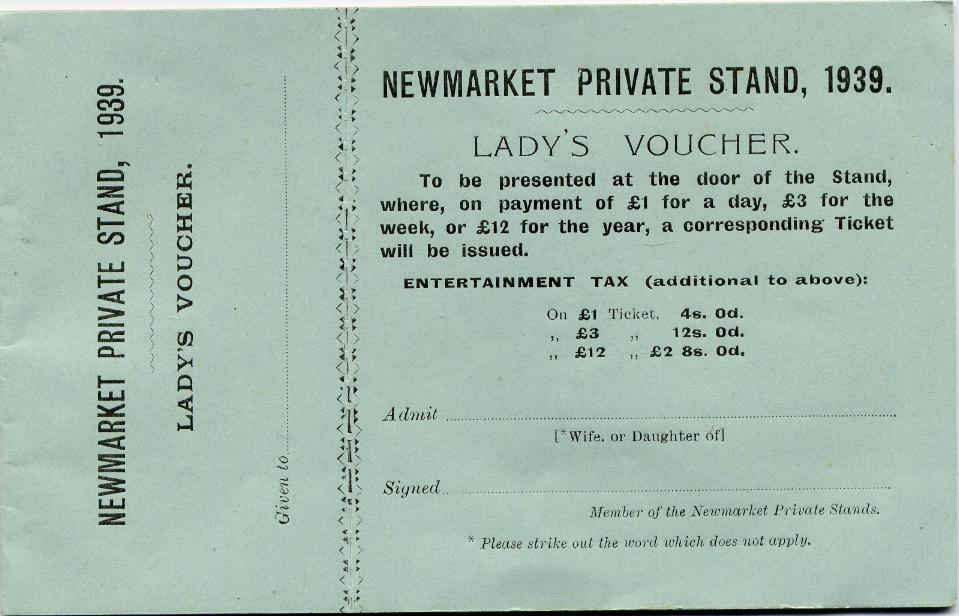 NEWMARKET PRIVATE STAND, 1939.
LADY'S VOUCHER.
Given to
NEWMARKET PRIVATE STAND, 1939.
LADY'S VOUCHER.
To be presented at the door of the Stand,
where, on payment of £1 for a day, £3 for the
week, or £12 for the year, a corresponding Ticket
will be issued.
ENTERTAINMENT TAX (additional to above):
On £1 Ticket, 4s. 0d.
„ £3 „ 12s. 0d.
„ £12 „ £2 8s. 0d.
Admit
[*Wife, or Daughter of]
Signed
Member of the Newmarket Private Stands.
* Please strike out the word which does not apply.